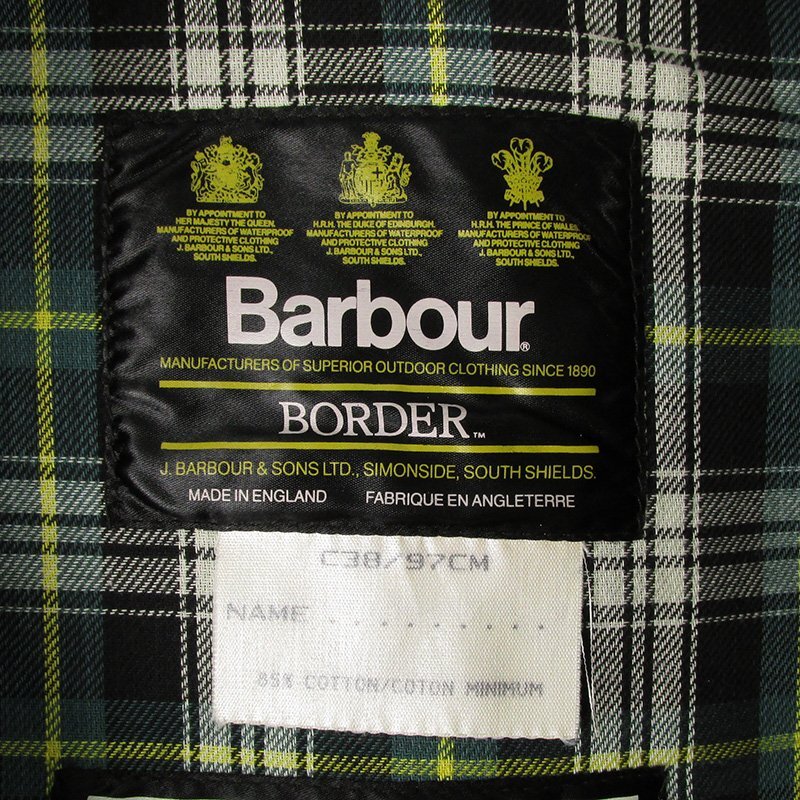 BY APPOINTMENT TO
HER MAJESTY THE QUEEN.
MANUFACTURERS OF WATERPROOF
AND PROTECTIVE CLOTHING
J. BARBOUR & SONS LTD.,
SOUTH SHIELDS.
BY APPOINTMENT TO
H.R.H. THE DUKE OF EDINBURGH.
MANUFACTURERS OF WATERPROOF
AND PROTECTIVE CLOTHING
J. BARBOUR & SONS LTD.,
SOUTH SHIELDS.
BY APPOINTMENT TO
H.R.H. THE PRINCE OF WALES.
MANUFACTURERS OF WATERPROOF
AND PROTECTIVE CLOTHING
J. BARBOUR & SONS LTD.,
SOUTH SHIELDS.
Barbour®
MANUFACTURERS OF SUPERIOR OUTDOOR CLOTHING SINCE 1890
BORDER™
J. BARBOUR & SONS LTD., SIMONSIDE, SOUTH SHIELDS.
MADE IN ENGLAND FABRIQUE EN ANGLETERRE
C38/97CM
NAME . . . . . . . . .
85% COTTON/COTON MINIMUM